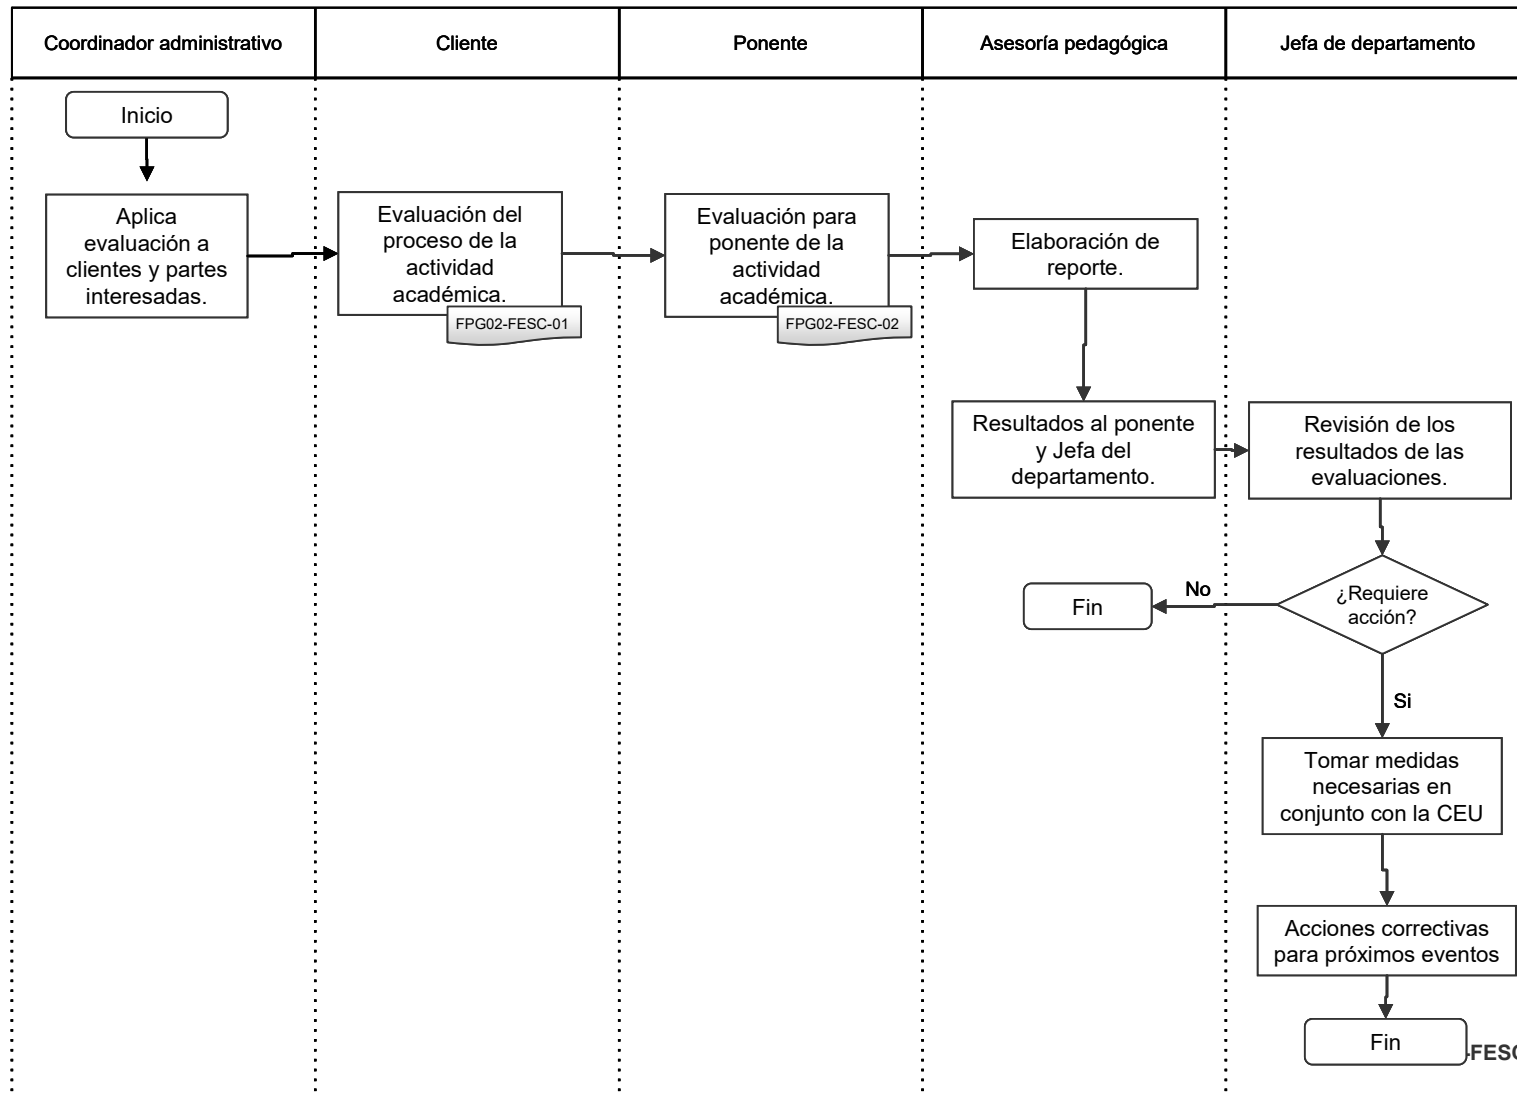 Coordinador administrativo
Cliente
Ponente
Asesoría pedagógica
Jefa de departamento
Inicio
Aplica
evaluación a
clientes y partes
interesadas.
Evaluación del
proceso de la
actividad
académica.
FPG02-FESC-01
Evaluación para
ponente de la
actividad
académica.
FPG02-FESC-02
Elaboración de
reporte.
Resultados al ponente
y Jefa del
departamento.
Revisión de los
resultados de las
evaluaciones.
¿Requiere
acción?
No
Fin
Si
Tomar medidas
necesarias en
conjunto con la CEU
Acciones correctivas
para próximos eventos
Fin
-FESC